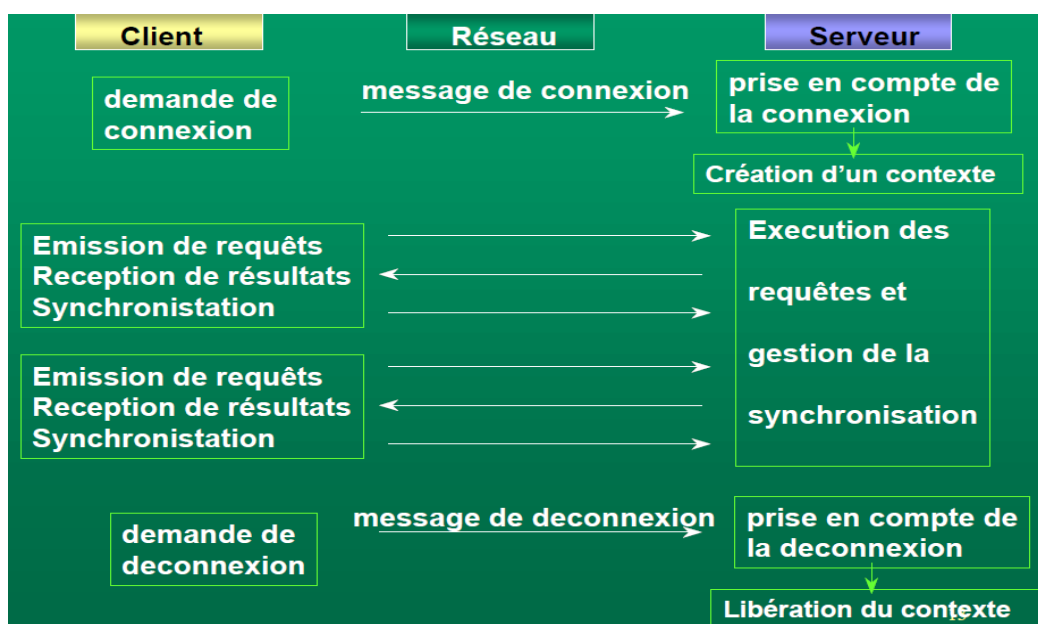 Client
Réseau
Serveur
demande de
connexion
message de connexion
prise en compte de
la connexion
Création d'un contexte
Emission de requêts
Reception de résultats
Synchronistation
Execution des
requêtes et
gestion de la
synchronisation
Emission de requêts
Reception de résultats
Synchronistation
demande de
deconnexion
message de deconnexion
prise en compte de
la deconnexion
Libération du contexte